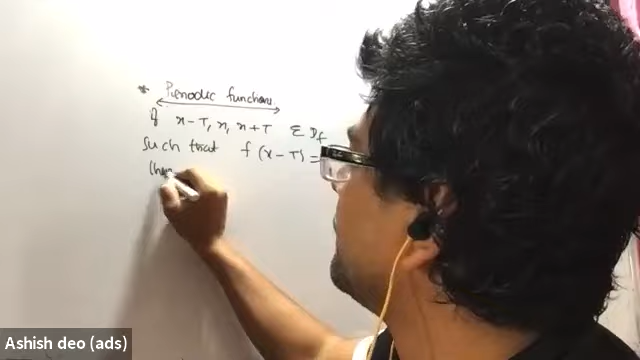 * Periodic functions
If x-T, x, x+T ∈ Df
Such that f(x-T) =
then
Ashish deo (ads)